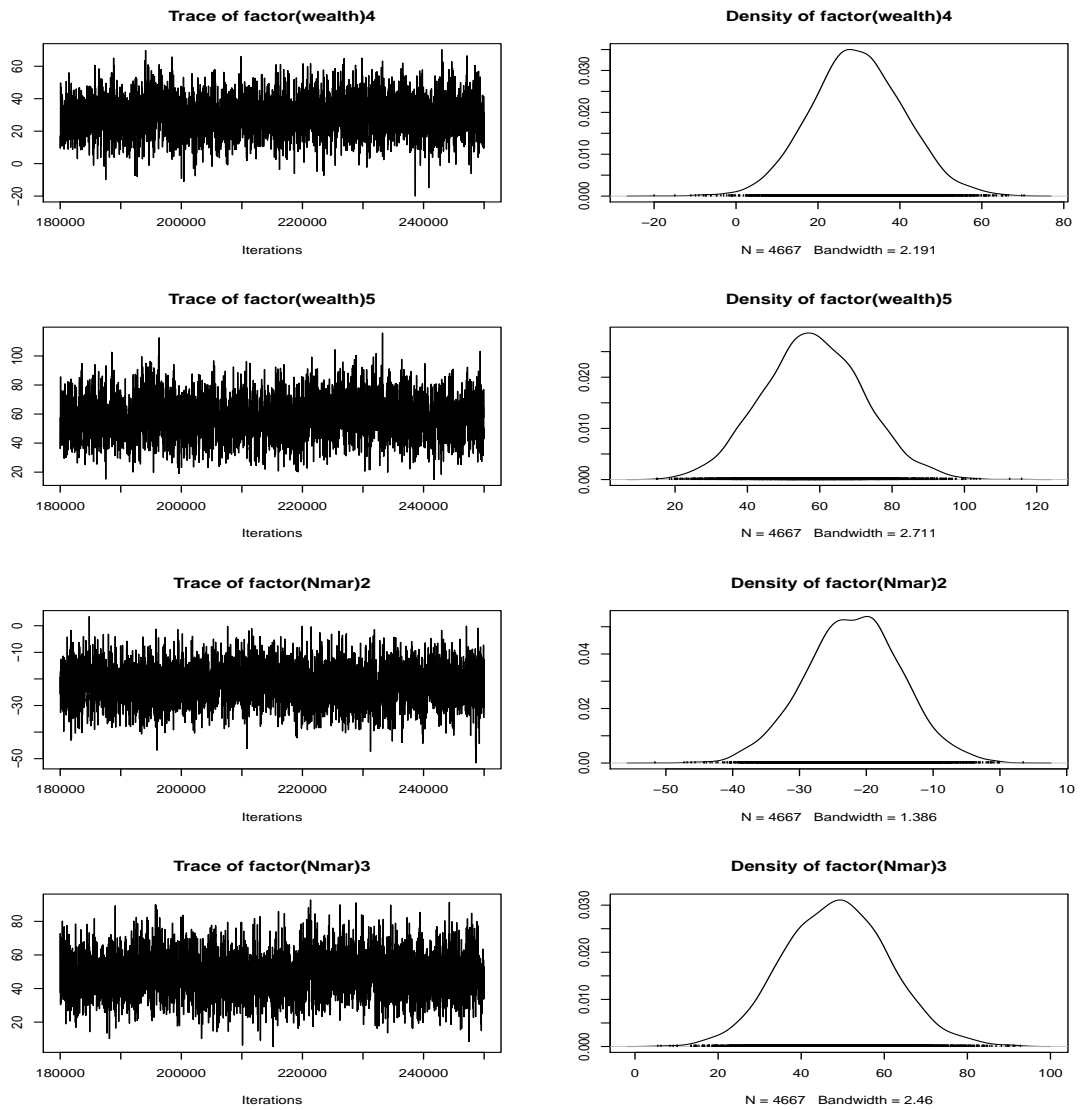 Trace of factor(wealth)4
−20 0 20 40 60
180000 200000 220000 240000
Iterations
Density of factor(wealth)4
0.000 0.010 0.020 0.030
−20 0 20 40 60 80
N = 4667 Bandwidth = 2.191
Trace of factor(wealth)5
20 40 60 80 100
180000 200000 220000 240000
Iterations
Density of factor(wealth)5
0.000 0.010 0.020
20 40 60 80 100 120
N = 4667 Bandwidth = 2.711
Trace of factor(Nmar)2
−50 −30 −10 0
180000 200000 220000 240000
Iterations
Density of factor(Nmar)2
0.00 0.02 0.04
−50 −40 −30 −20 −10 0 10
N = 4667 Bandwidth = 1.386
Trace of factor(Nmar)3
20 40 60 80
180000 200000 220000 240000
Iterations
Density of factor(Nmar)3
0.000 0.010 0.020 0.030
0 20 40 60 80 100
N = 4667 Bandwidth = 2.46